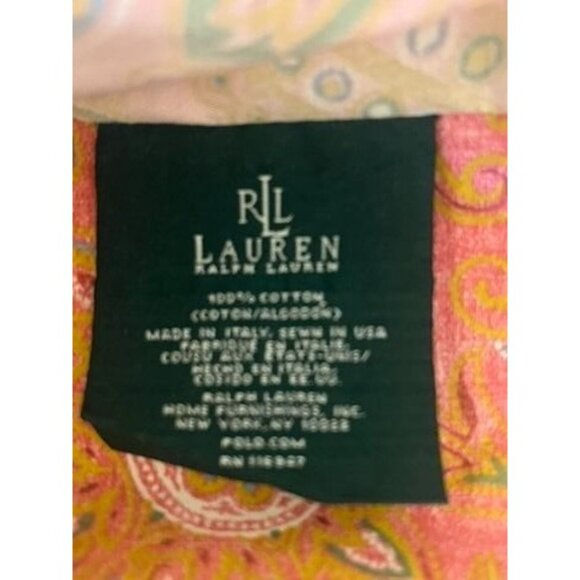 RLL
LAUREN
RALPH LAUREN
100% COTTON
(COTON/ALGODON)
MADE IN ITALY, SEWN IN USA
FABRIQUE EN ITALIE,
COUSU AUX ETATS-UNIS/
HECHO EN ITALIA,
COSIDO EN EE.UU.
RALPH LAUREN
HOME FURNISHINGS, INC.
NEW YORK, NY
POLO.COM